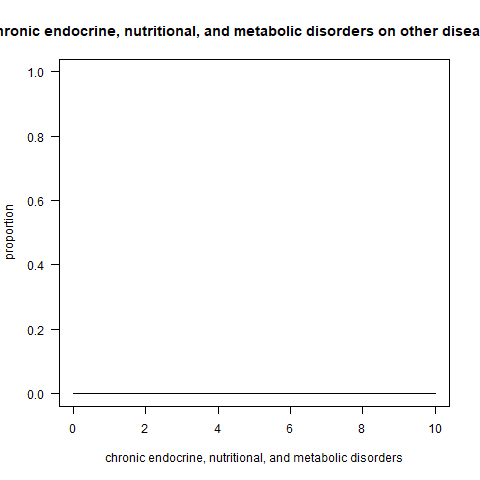 hronic endocrine, nutritional, and metabolic disorders on other disea
1.0
0.8
0.6
0.4
0.2
0.0
proportion
0 2 4 6 8 10
chronic endocrine, nutritional, and metabolic disorders